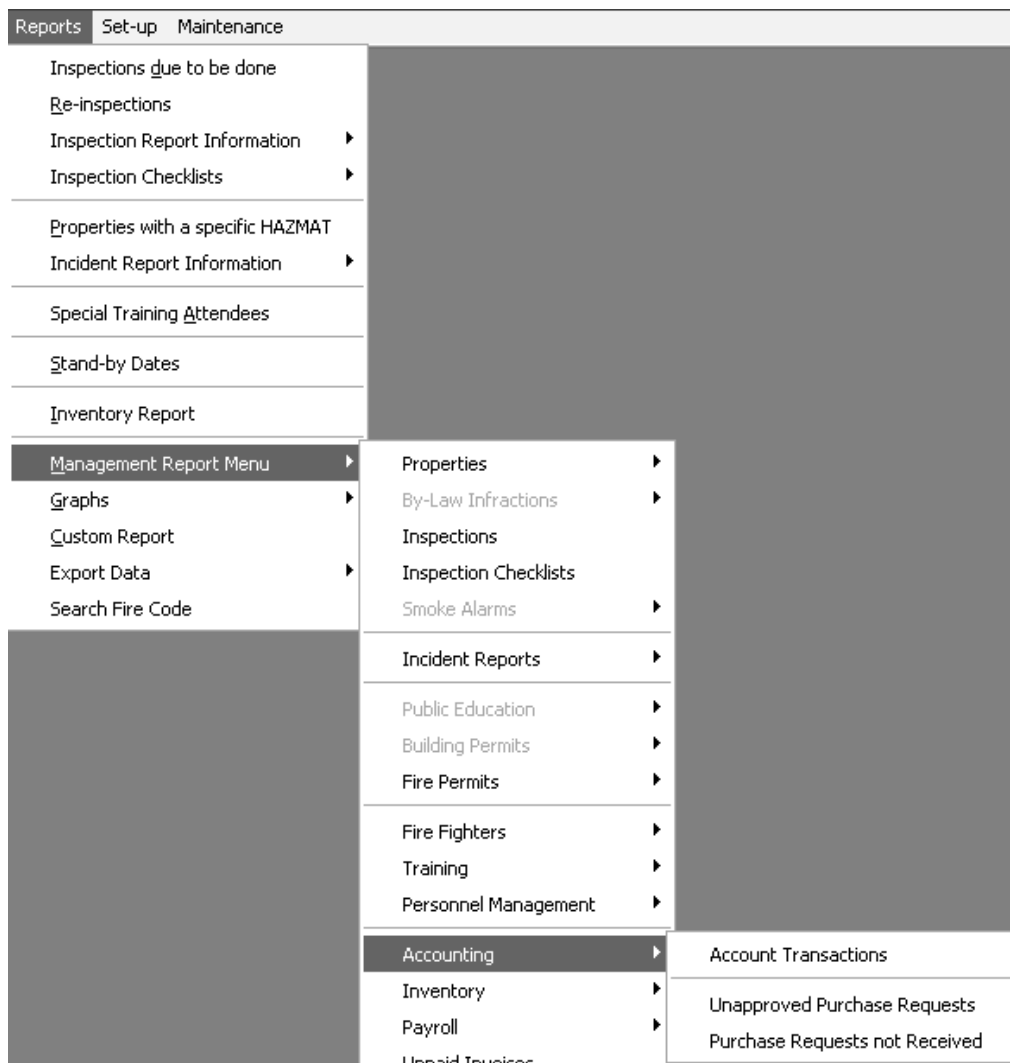 Reports Set-up Maintenance
Inspections due to be done
Re-inspections
Inspection Report Information
Inspection Checklists
Properties with a specific HAZMAT
Incident Report Information
Special Training Attendees
Stand-by Dates
Inventory Report
Management Report Menu
Graphs
Custom Report
Export Data
Search Fire Code
Properties
By-Law Infractions
Inspections
Inspection Checklists
Smoke Alarms
Incident Reports
Public Education
Building Permits
Fire Permits
Fire Fighters
Training
Personnel Management
Accounting
Inventory
Payroll
Unpaid Invoices
Account Transactions
Unapproved Purchase Requests
Purchase Requests not Received